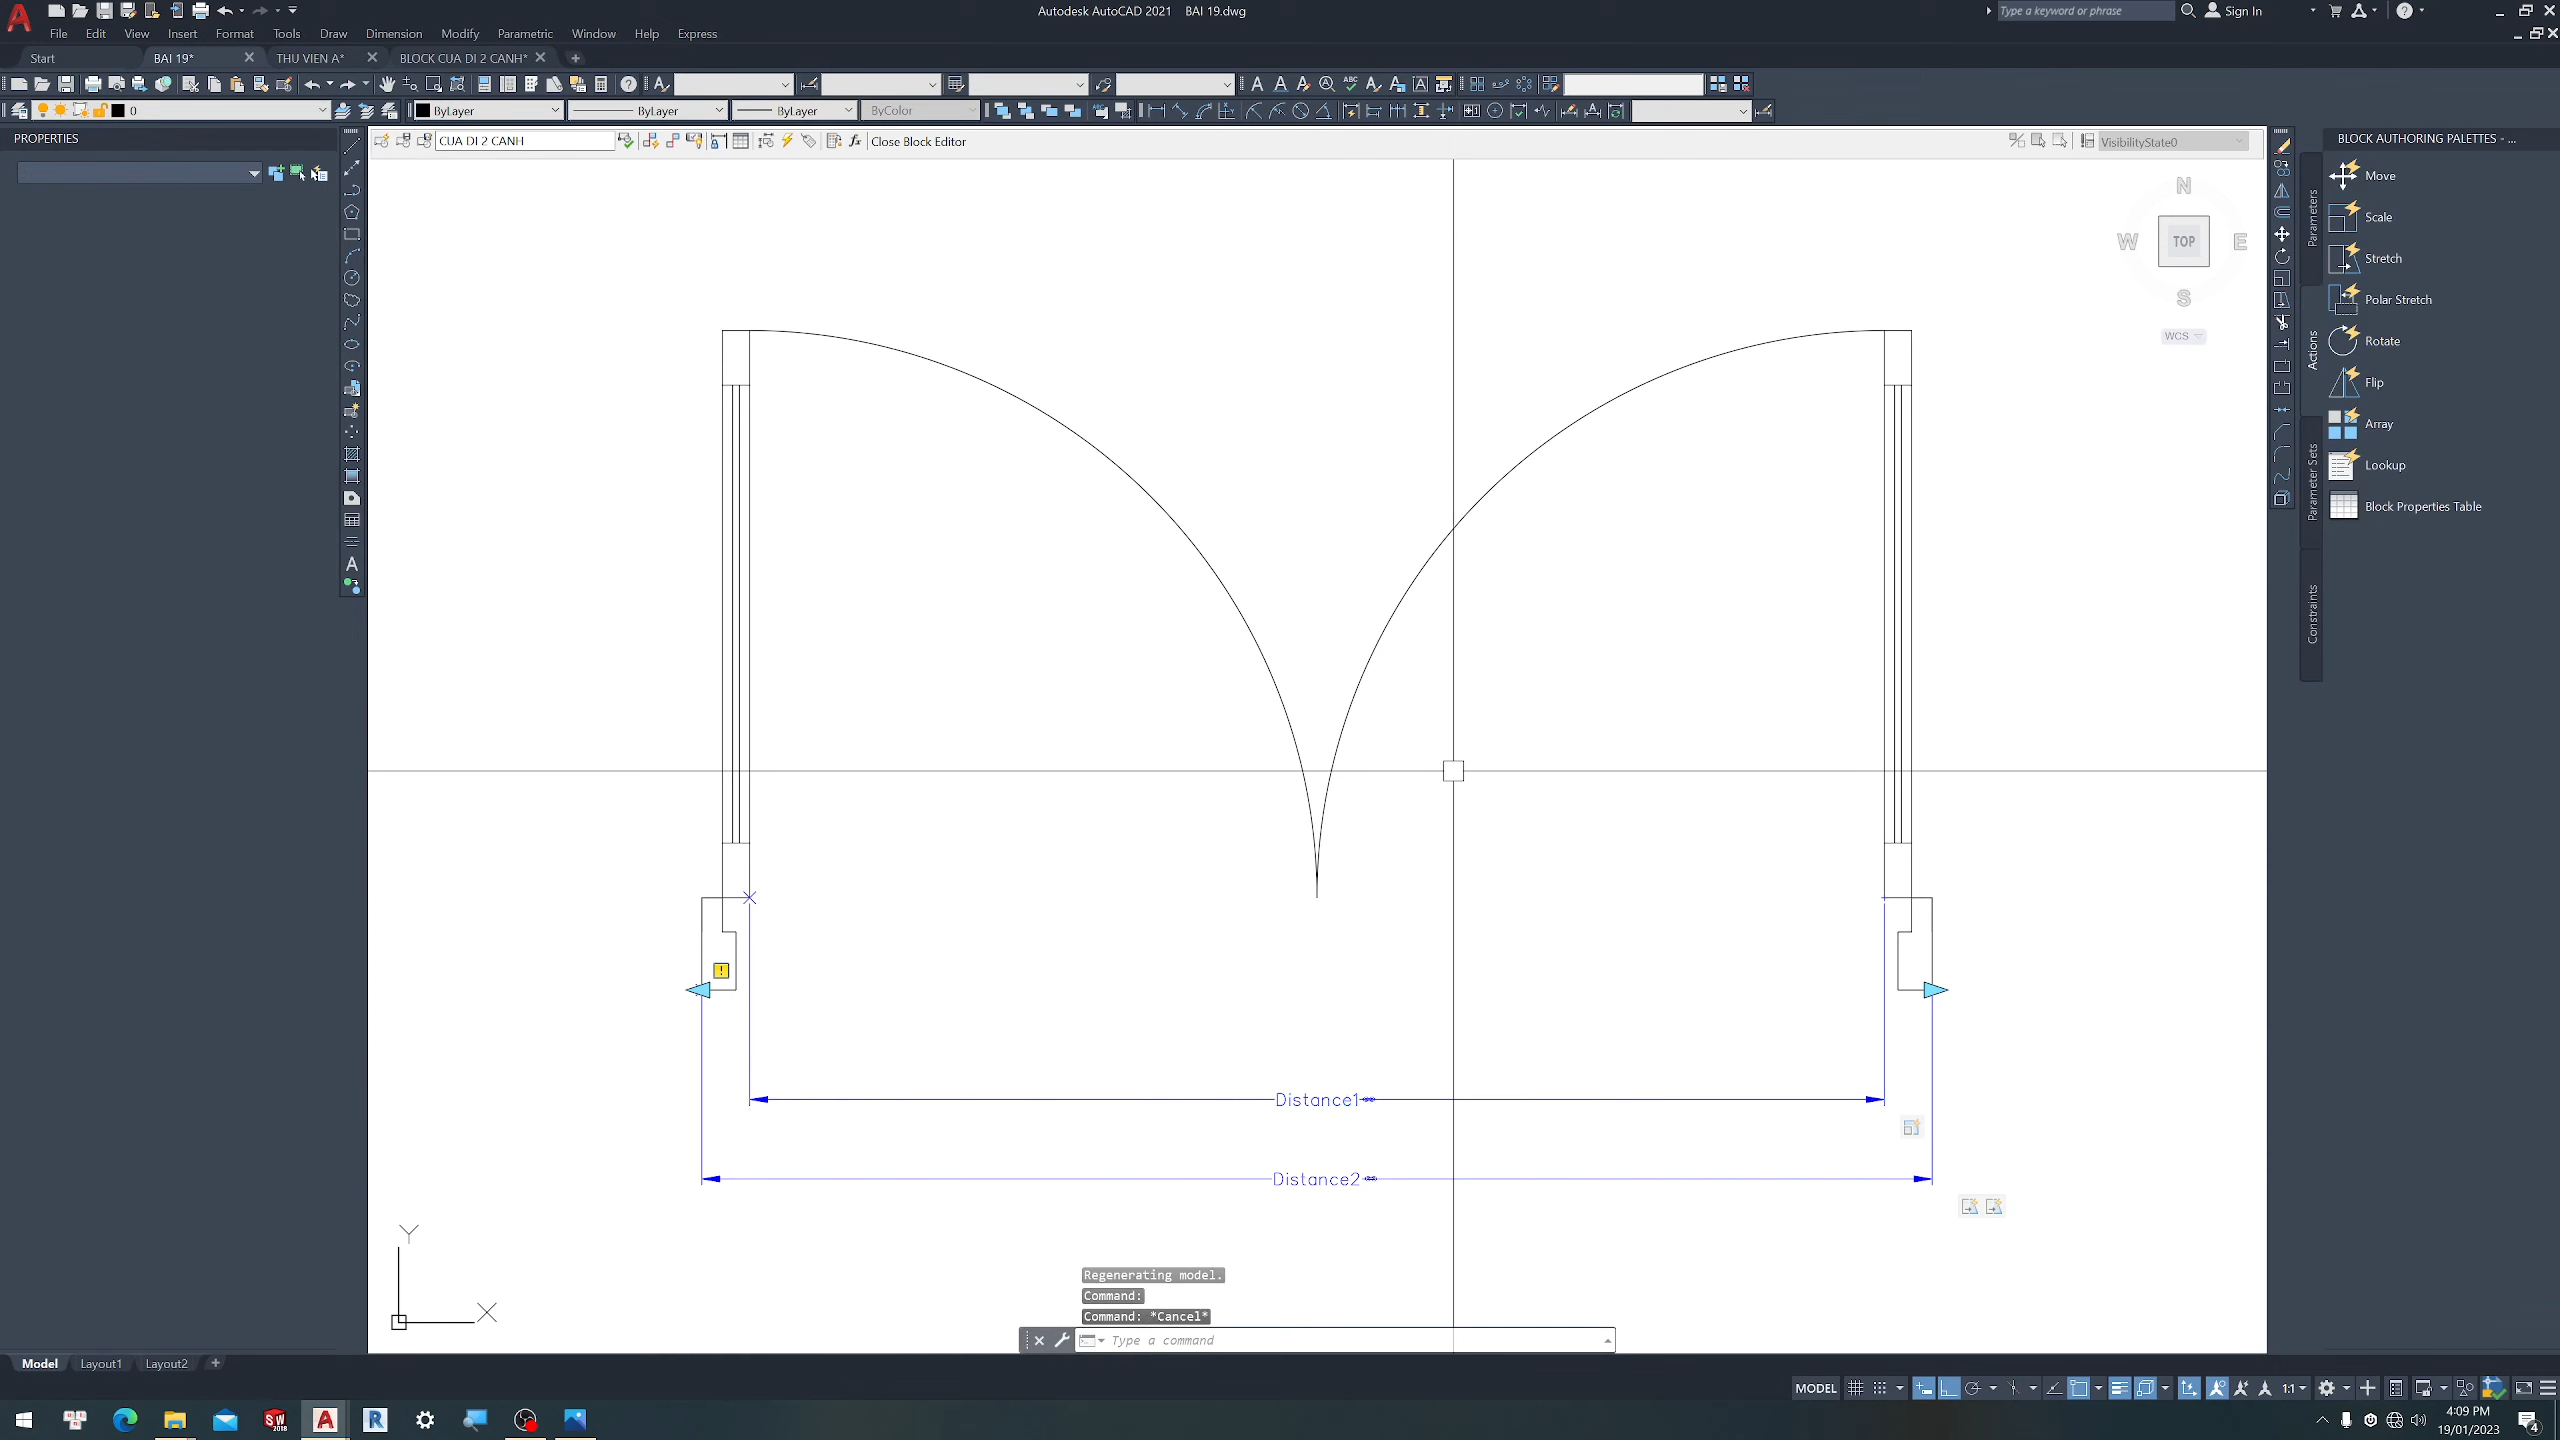 Autodesk AutoCAD 2021 BAI 19.dwg
Type a keyword or phrase
Sign In
File Edit View Insert Format Tools Draw Dimension Modify Parametric Window Help Express
Start BAI 19* THU VIEN A* BLOCK CUA DI 2 CANH*
0 ByLayer ByLayer ByLayer ByColor
PROPERTIES
CUA DI 2 CANH
Close Block Editor
VisibilityState0
BLOCK AUTHORING PALETTES - ...
Move
Scale
Stretch
Polar Stretch
Rotate
Flip
Array
Lookup
Block Properties Table
Parameters
Actions
Parameter Sets
Constraints
N
W TOP E
S
WCS
Distance1
Distance2
Y
X
Regenerating model.
Command:
Command: *Cancel*
Type a command
Model Layout1 Layout2
MODEL
1:1
SW
2018
A
R
4:09 PM
19/01/2023
4